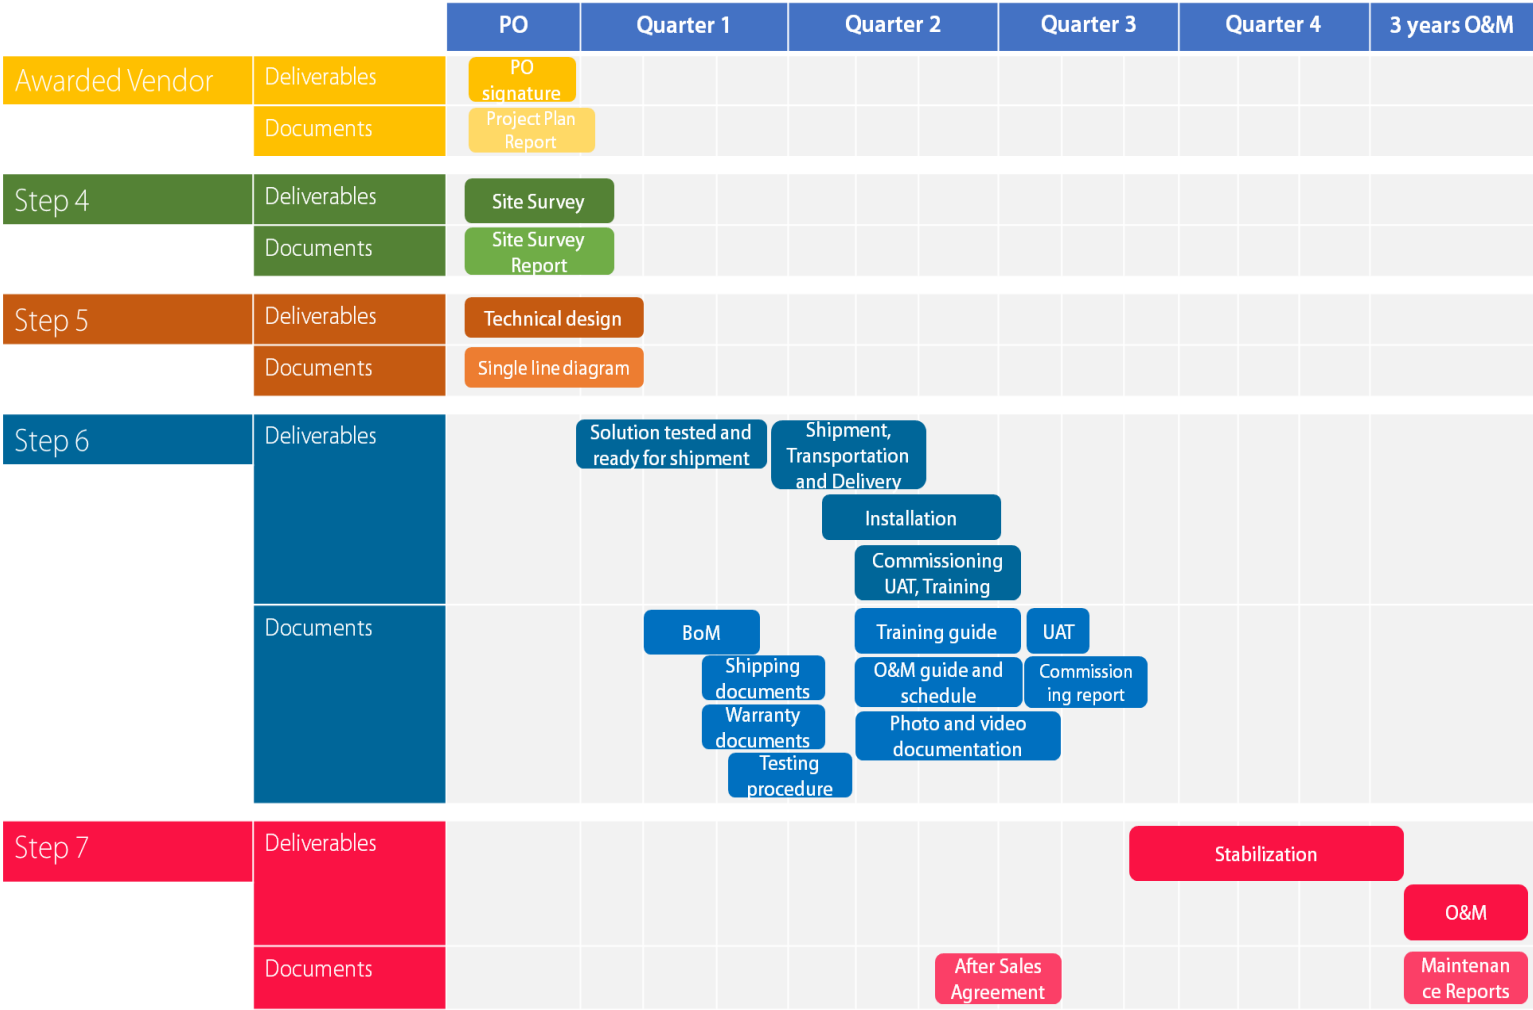 PO Quarter 1 Quarter 2 Quarter 3 Quarter 4 3 years O&M
Awarded Vendor
Deliverables
PO
signature
Documents
Project Plan
Report
Step 4
Deliverables
Site Survey
Documents
Site Survey
Report
Step 5
Deliverables
Technical design
Documents
Single line diagram
Step 6
Deliverables
Solution tested and
ready for shipment
Shipment,
Transportation
and Delivery
Installation
Commissioning
UAT, Training
Documents
BoM
Training guide
UAT
Shipping
documents
O&M guide and
schedule
Commission
ing report
Warranty
documents
Photo and video
documentation
Testing
procedure
Step 7
Deliverables
Stabilization
O&M
Documents
After Sales
Agreement
Maintenan
ce Reports